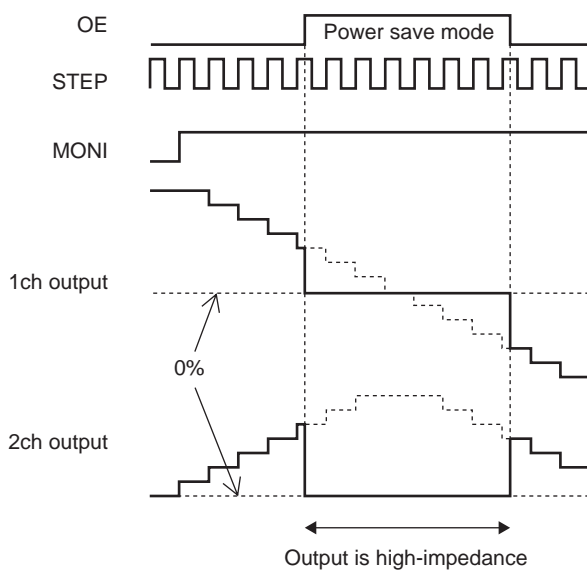 OE
Power save mode
STEP
MONI
1ch output
0%
2ch output
Output is high-impedance